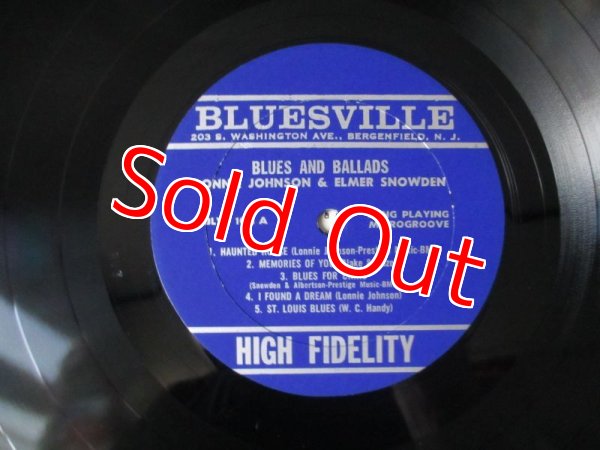 BLUESVILLE
203 S. WASHINGTON AVE., BERGENFIELD, N. J.
BLUES AND BALLADS
JOHNSON & ELMER SNOWDEN
A PLAYING
Sold Out
1. HAUNTED (Lonnie
2. MEMORIES OF
3. BLUES FOR
(Snowden & Albertson-Prestige Music-BMI)
4. I FOUND A DREAM (Lonnie Johnson)
5. ST. LOUIS BLUES (W. C. Handy)
HIGH FIDELITY